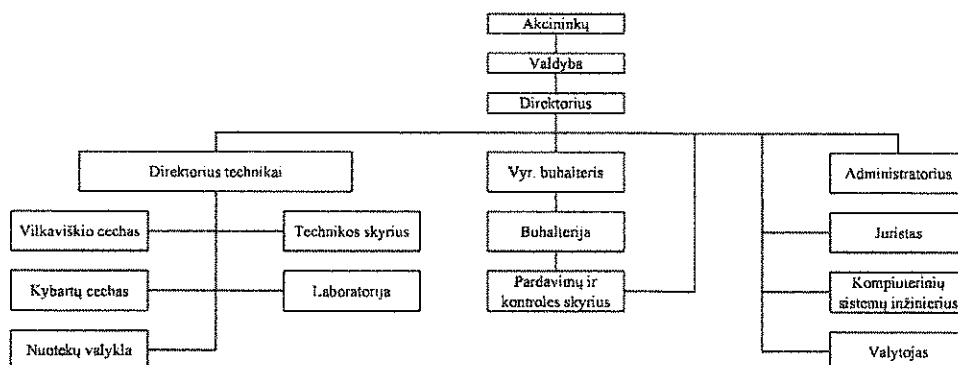 Akcininkų
Valdyba
Direktorius
Direktorius technikai
Vyr. buhalteris
Administratorius
Vilkaviškio cechas
Technikos skyrius
Buhalterija
Juristas
Kybartų cechas
Laboratorija
Pardavimų ir
kontroles skyrius
Kompiuterinių
sistemų inžinierius
Nuotekų valykla
Valytojas